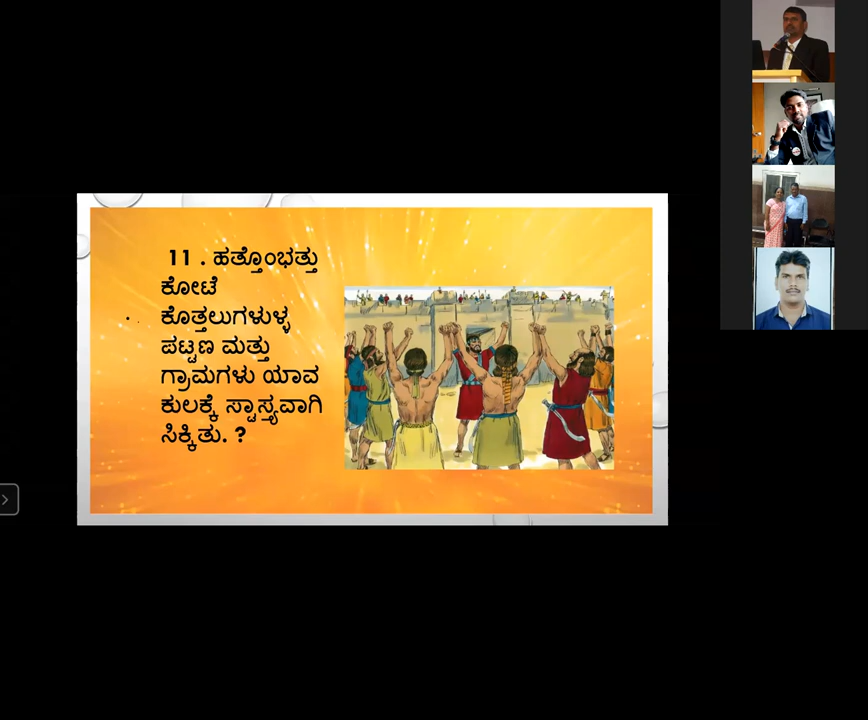 11 . ಹತ್ತೊಂಭತ್ತು
ಕೋಟೆ
ಕೊತ್ತಲುಗಳುಳ್ಳ
ಪಟ್ಟಣ ಮತ್ತು
ಗ್ರಾಮಗಳು ಯಾವ
ಕುಲಕ್ಕೆ ಸ್ಟಾಸ್ತ್ಯವಾಗಿ
ಸಿಕ್ಕಿತು. ?